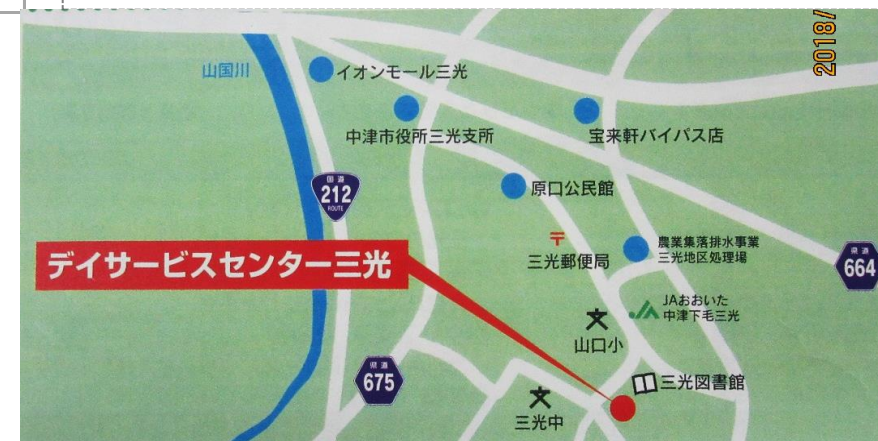 2018/
山国川
イオンモール三光
中津市役所三光支所
宝来軒バイパス店
国道
212
ROUTE
原口公民館
〒
三光郵便局
農業集落排水事業
三光地区処理場
デイサービスセンター三光
県道
664
JAおおいた
中津下毛三光
文
山口小
県道
675
三光図書館
文
三光中